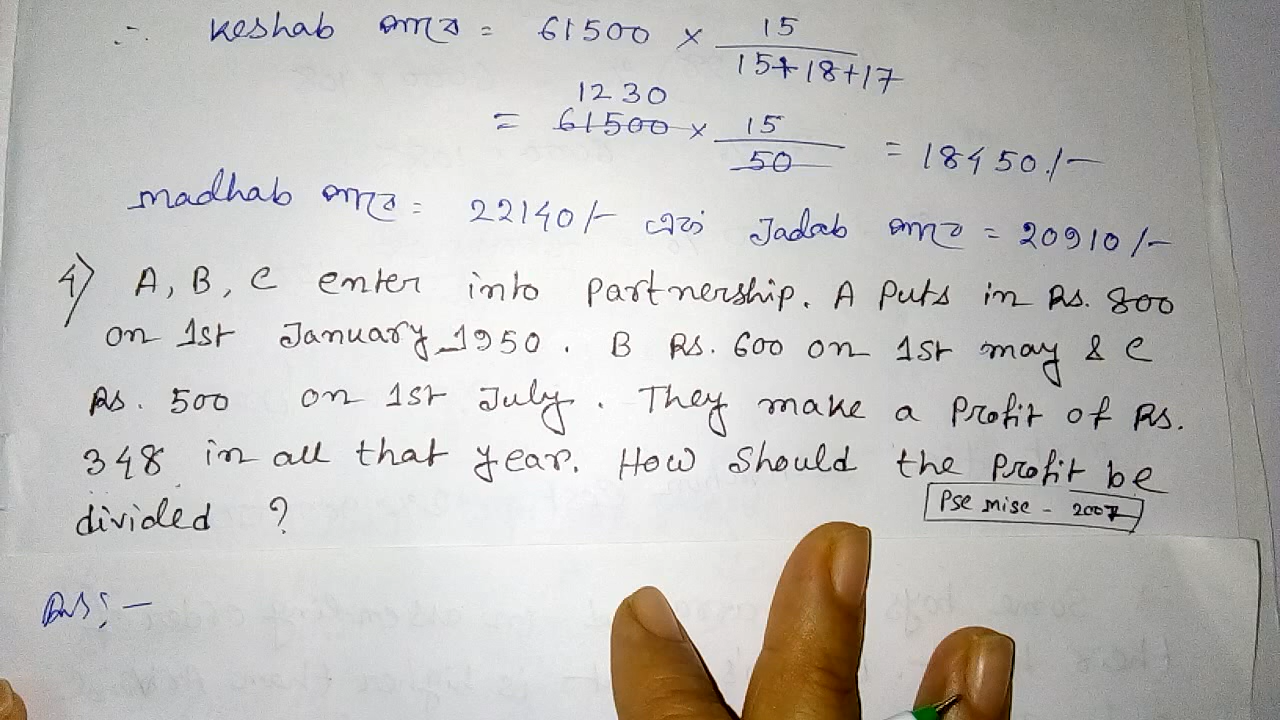 ∴ Keshab পাবে = 61500 × 15
15+18+17
1230
= 61500 × 15
50 = 18450/-
madhab পাবে = 22140/- এবং Jadab পাবে = 20910/-
4) A, B, C enter into partnership. A puts in Rs. 800
on 1st January 1950. B Rs. 600 on 1st may & C
Rs. 500 on 1st July. They make a Profit of Rs.
348 in all that year. How should the Profit be
divided ?
PSC misc - 2007
Ans:-